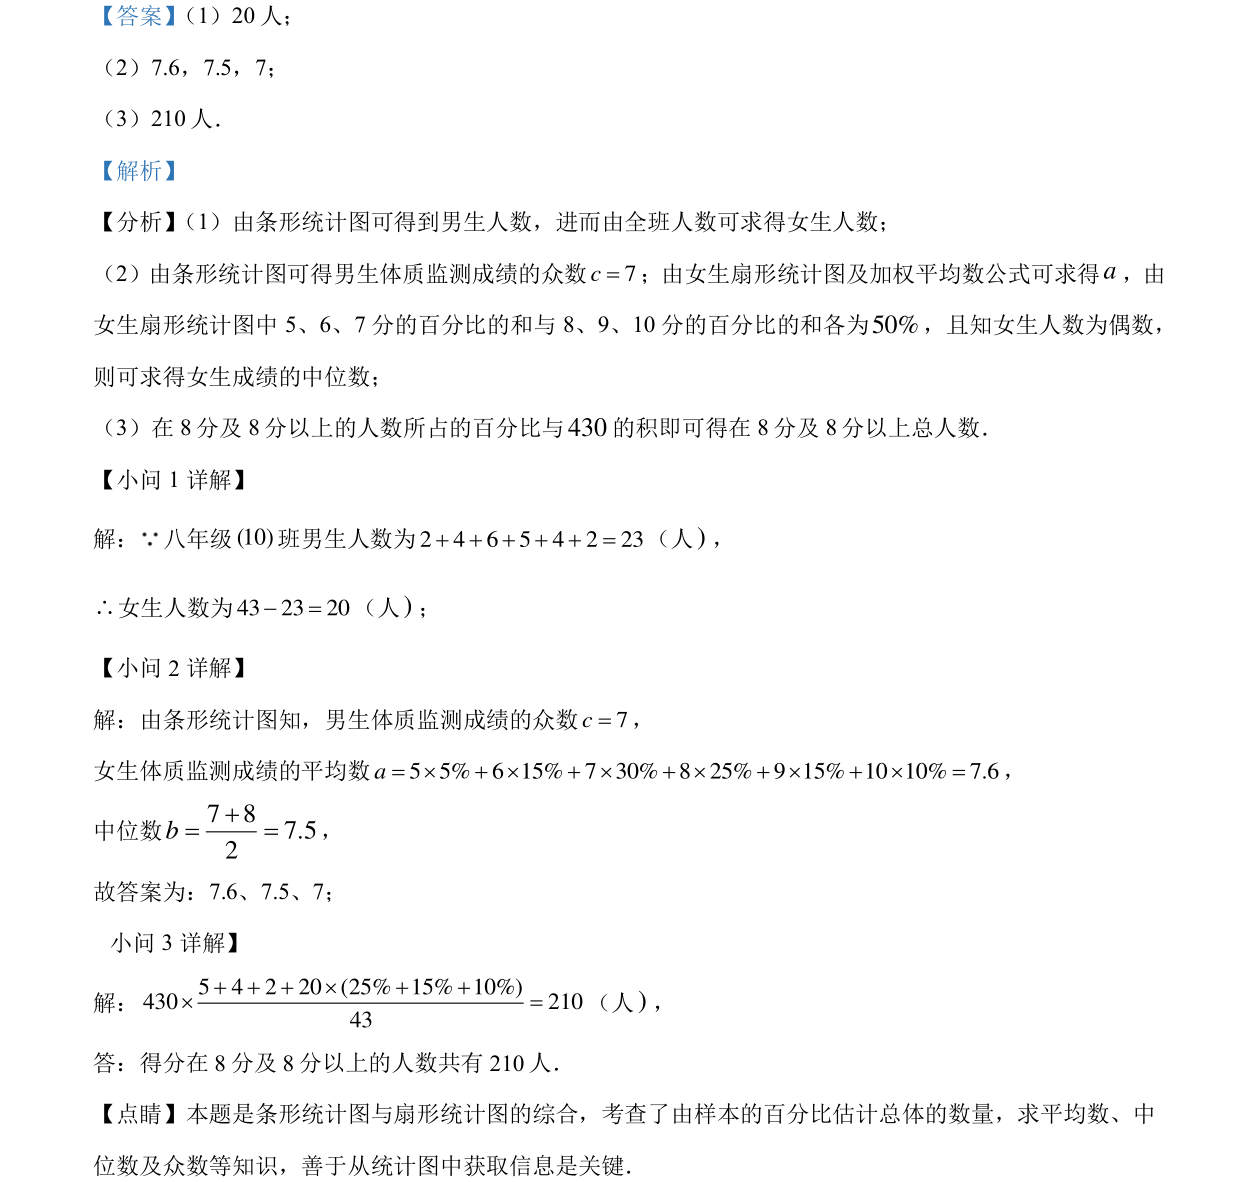 【答案】（1）20 人；
（2）7.6，7.5，7；
（3）210 人．
【解析】
【分析】（1）由条形统计图可得到男生人数，进而由全班人数可求得女生人数；
（2）由条形统计图可得男生体质监测成绩的众数 c = 7；由女生扇形统计图及加权平均数公式可求得 a，由
女生扇形统计图中 5、6、7 分的百分比的和与 8、9、10 分的百分比的和各为 50%，且知女生人数为偶数，
则可求得女生成绩的中位数；
（3）在 8 分及 8 分以上的人数所占的百分比与 430 的积即可得在 8 分及 8 分以上总人数．
【小问 1 详解】
解：∵ 八年级 (10) 班男生人数为 2+4+6+5+4+2=23（人），
∴ 女生人数为 43−23=20（人）；
【小问 2 详解】
解：由条形统计图知，男生体质监测成绩的众数 c = 7，
女生体质监测成绩的平均数 a = 5×5%+6×15%+7×30%+8×25%+9×15%+10×10% = 7.6，
中位数 b = \frac{7+8}{2} = 7.5，
故答案为：7.6、7.5、7；
小问 3 详解】
解： 430×\frac{5+4+2+20×(25%+15%+10%)}{43} = 210（人），
答：得分在 8 分及 8 分以上的人数共有 210 人．
【点睛】本题是条形统计图与扇形统计图的综合，考查了由样本的百分比估计总体的数量，求平均数、中
位数及众数等知识，善于从统计图中获取信息是关键．